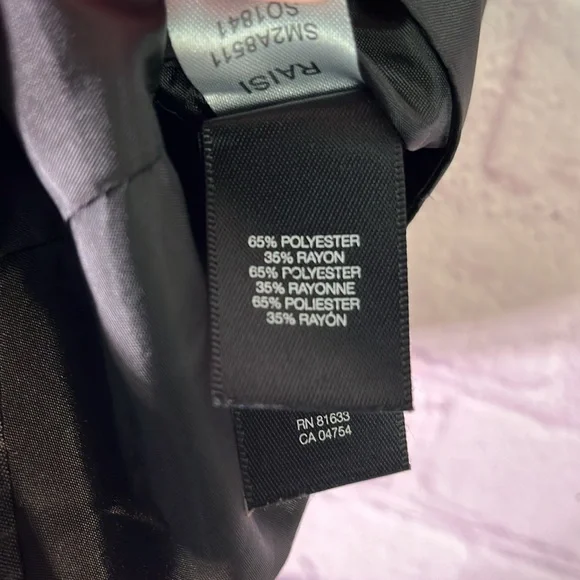 SM2A8511
SO1841
RAISI
65% POLYESTER
35% RAYON
65% POLYESTER
35% RAYONNE
65% POLIESTER
35% RAYÓN
RN 81633
CA 04754